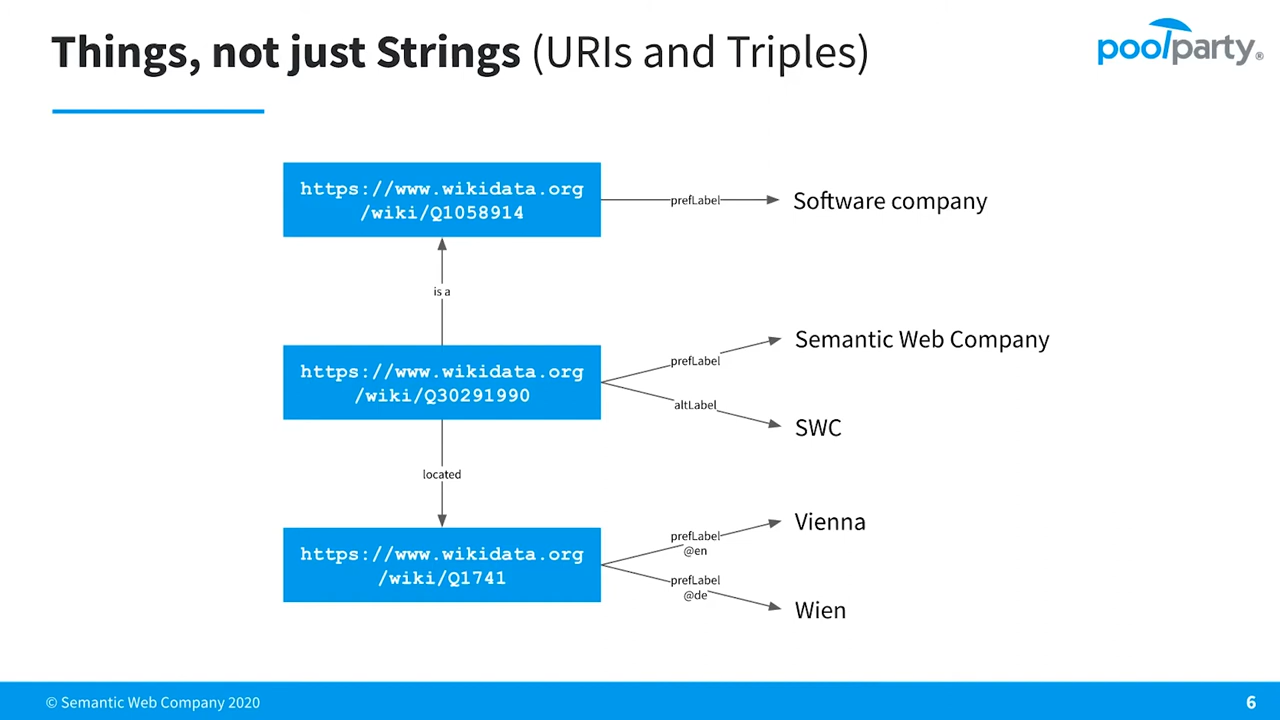 Things, not just Strings (URIs and Triples)
poolparty®
https://www.wikidata.org
/wiki/Q1058914
prefLabel
Software company
is a
https://www.wikidata.org
/wiki/Q30291990
prefLabel
Semantic Web Company
altLabel
SWC
located
https://www.wikidata.org
/wiki/Q1741
prefLabel
@en
Vienna
prefLabel
@de
Wien
© Semantic Web Company 2020
6